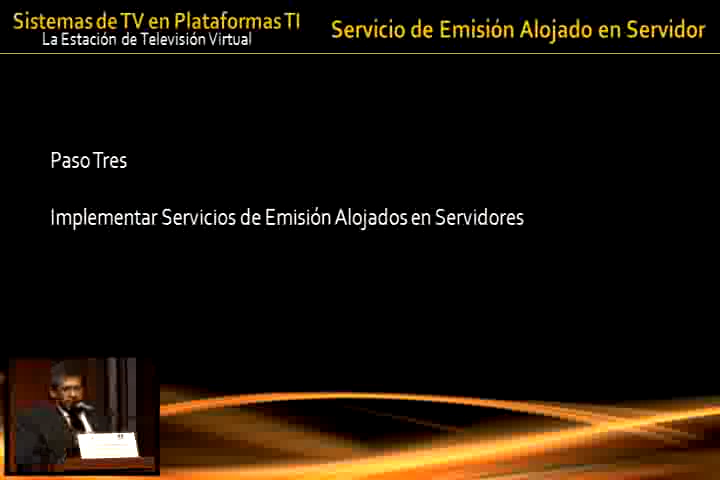 Sistemas de TV en Plataformas TI
La Estación de Televisión Virtual
Servicio de Emisión Alojado en Servidor
Paso Tres
Implementar Servicios de Emisión Alojados en Servidores